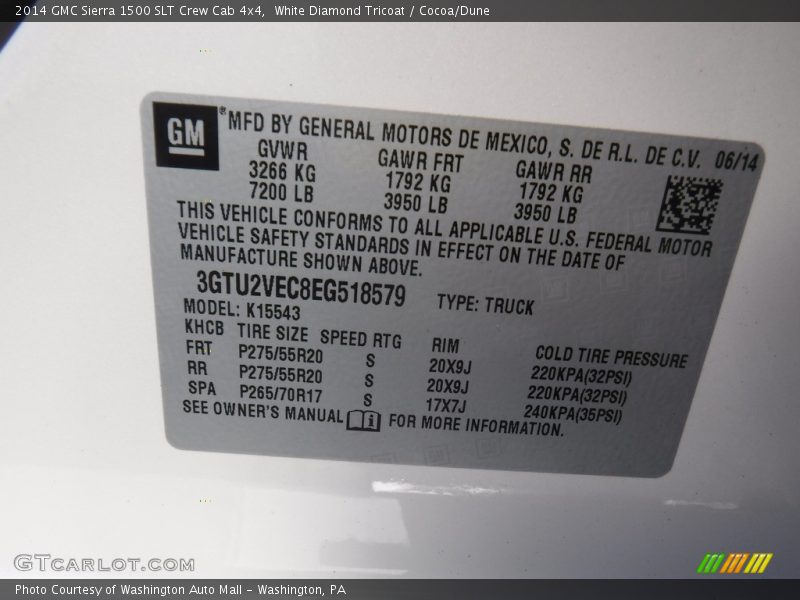 2014 GMC Sierra 1500 SLT Crew Cab 4x4, White Diamond Tricoat / Cocoa/Dune
GM ® MFD BY GENERAL MOTORS DE MEXICO, S. DE R.L. DE C.V. 06/14
GVWR GAWR FRT GAWR RR
3266 KG 1792 KG 1792 KG
7200 LB 3950 LB 3950 LB
THIS VEHICLE CONFORMS TO ALL APPLICABLE U.S. FEDERAL MOTOR
VEHICLE SAFETY STANDARDS IN EFFECT ON THE DATE OF
MANUFACTURE SHOWN ABOVE.
3GTU2VEC8EG518579 TYPE: TRUCK
MODEL: K15543
KHCB TIRE SIZE SPEED RTG RIM COLD TIRE PRESSURE
FRT P275/55R20 S 20X9J 220KPA(32PSI)
RR P275/55R20 S 20X9J 220KPA(32PSI)
SPA P265/70R17 S 17X7J 240KPA(35PSI)
SEE OWNER'S MANUAL i FOR MORE INFORMATION.
GTCARLOT.COM
Photo Courtesy of Washington Auto Mall - Washington, PA